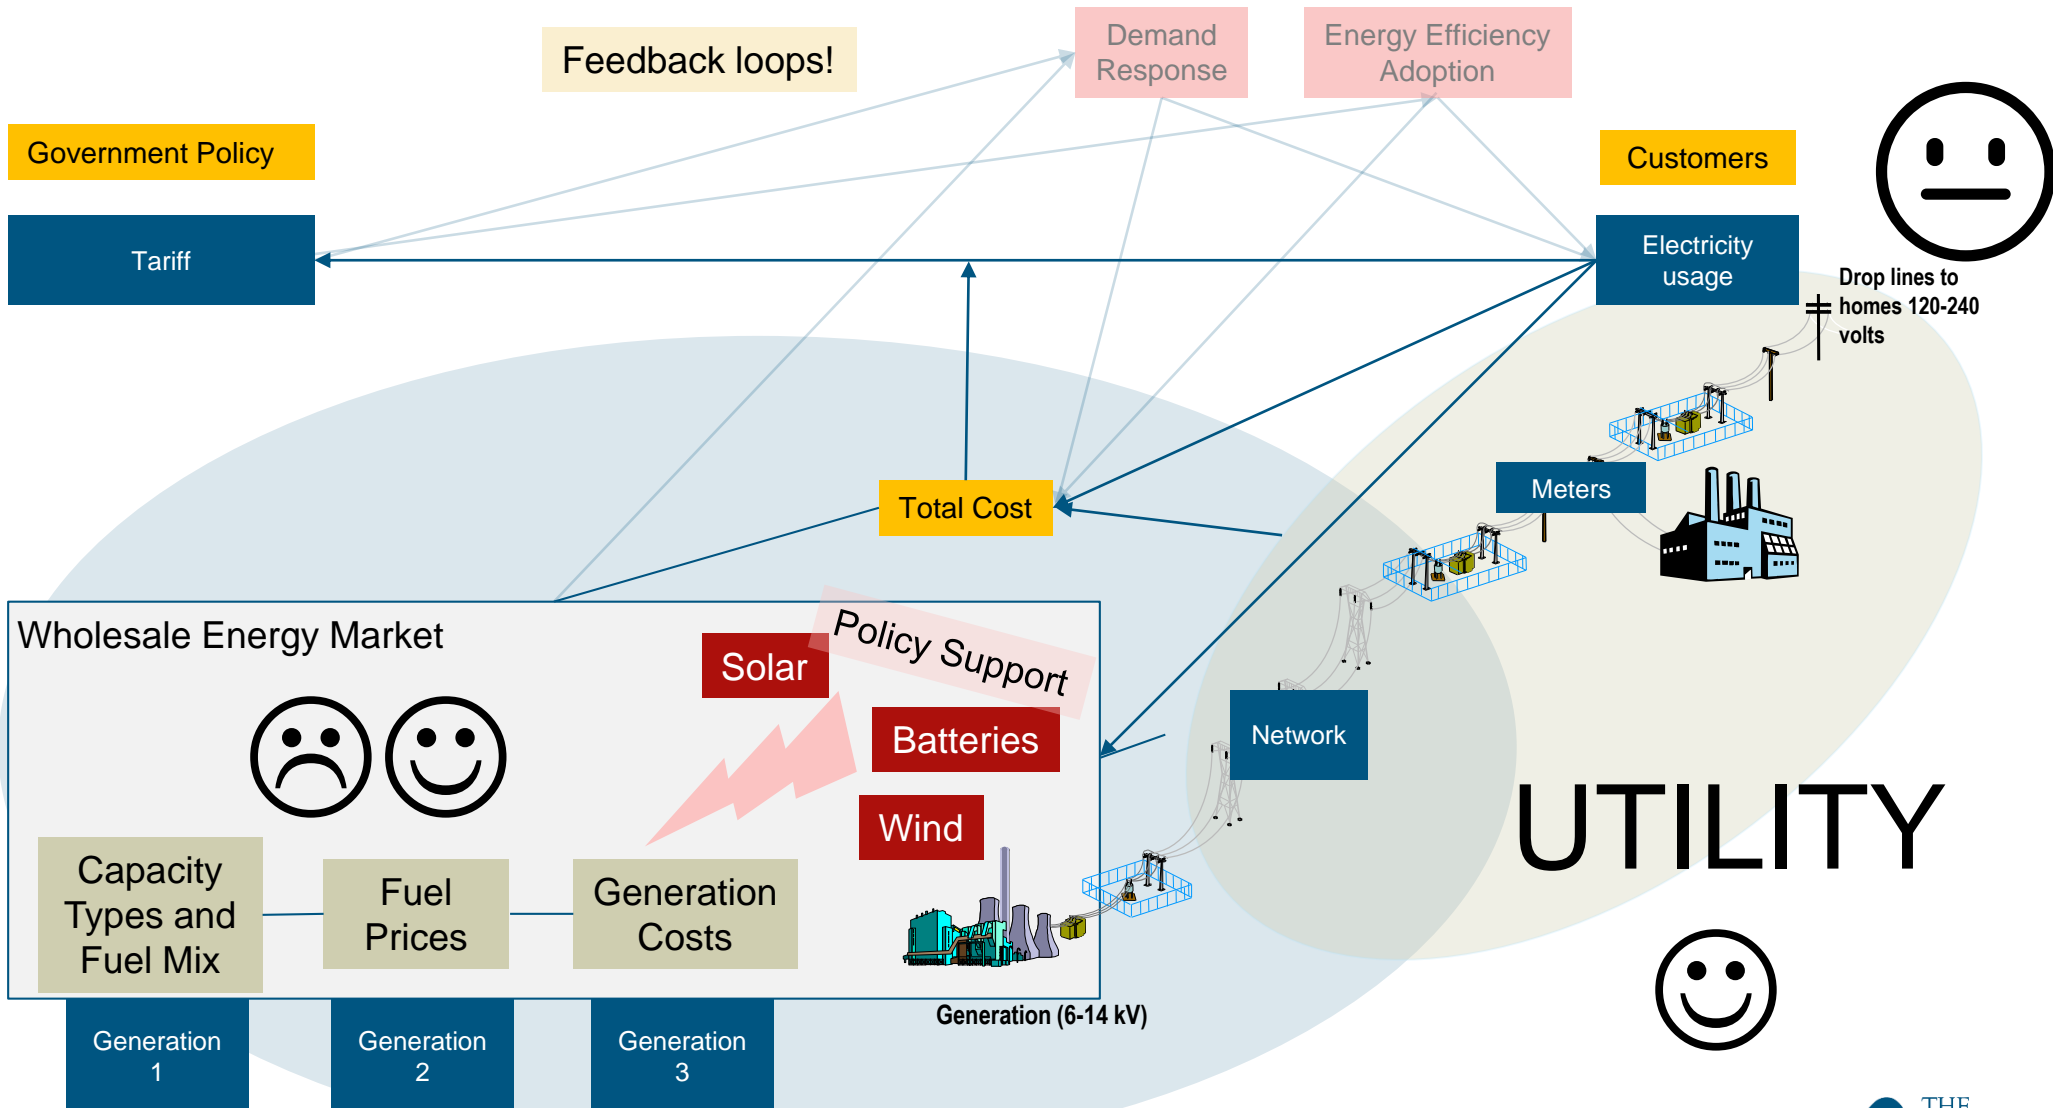 Feedback loops!
Demand
Response
Energy Efficiency
Adoption
Government Policy
Customers
Tariff
Electricity
usage
Drop lines to
homes 120-240
volts
Total Cost
Meters
Wholesale Energy Market
Policy Support
Solar
Batteries
Network
Wind
UTILITY
Capacity
Types and
Fuel Mix
Fuel
Prices
Generation
Costs
Generation (6-14 kV)
Generation
1
Generation
2
Generation
3
THE